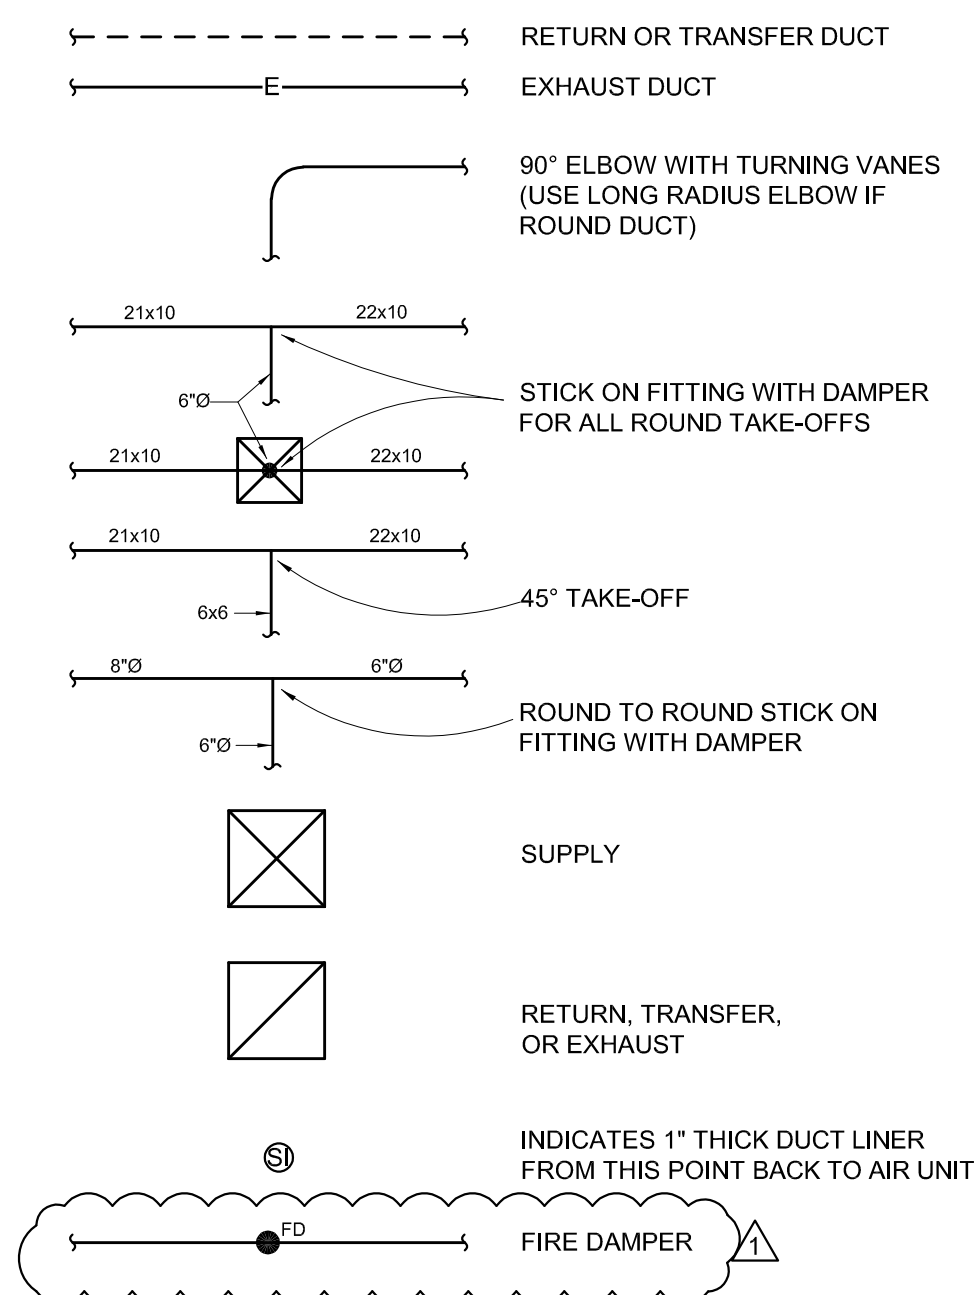 RETURN OR TRANSFER DUCT
E
EXHAUST DUCT
90° ELBOW WITH TURNING VANES
(USE LONG RADIUS ELBOW IF
ROUND DUCT)
21x10
22x10
6"Ø
STICK ON FITTING WITH DAMPER
FOR ALL ROUND TAKE-OFFS
21x10
22x10
21x10
22x10
6x6
45° TAKE-OFF
8"Ø
6"Ø
6"Ø
ROUND TO ROUND STICK ON
FITTING WITH DAMPER
SUPPLY
RETURN, TRANSFER,
OR EXHAUST
SI
INDICATES 1" THICK DUCT LINER
FROM THIS POINT BACK TO AIR UNIT
FD
FIRE DAMPER
1